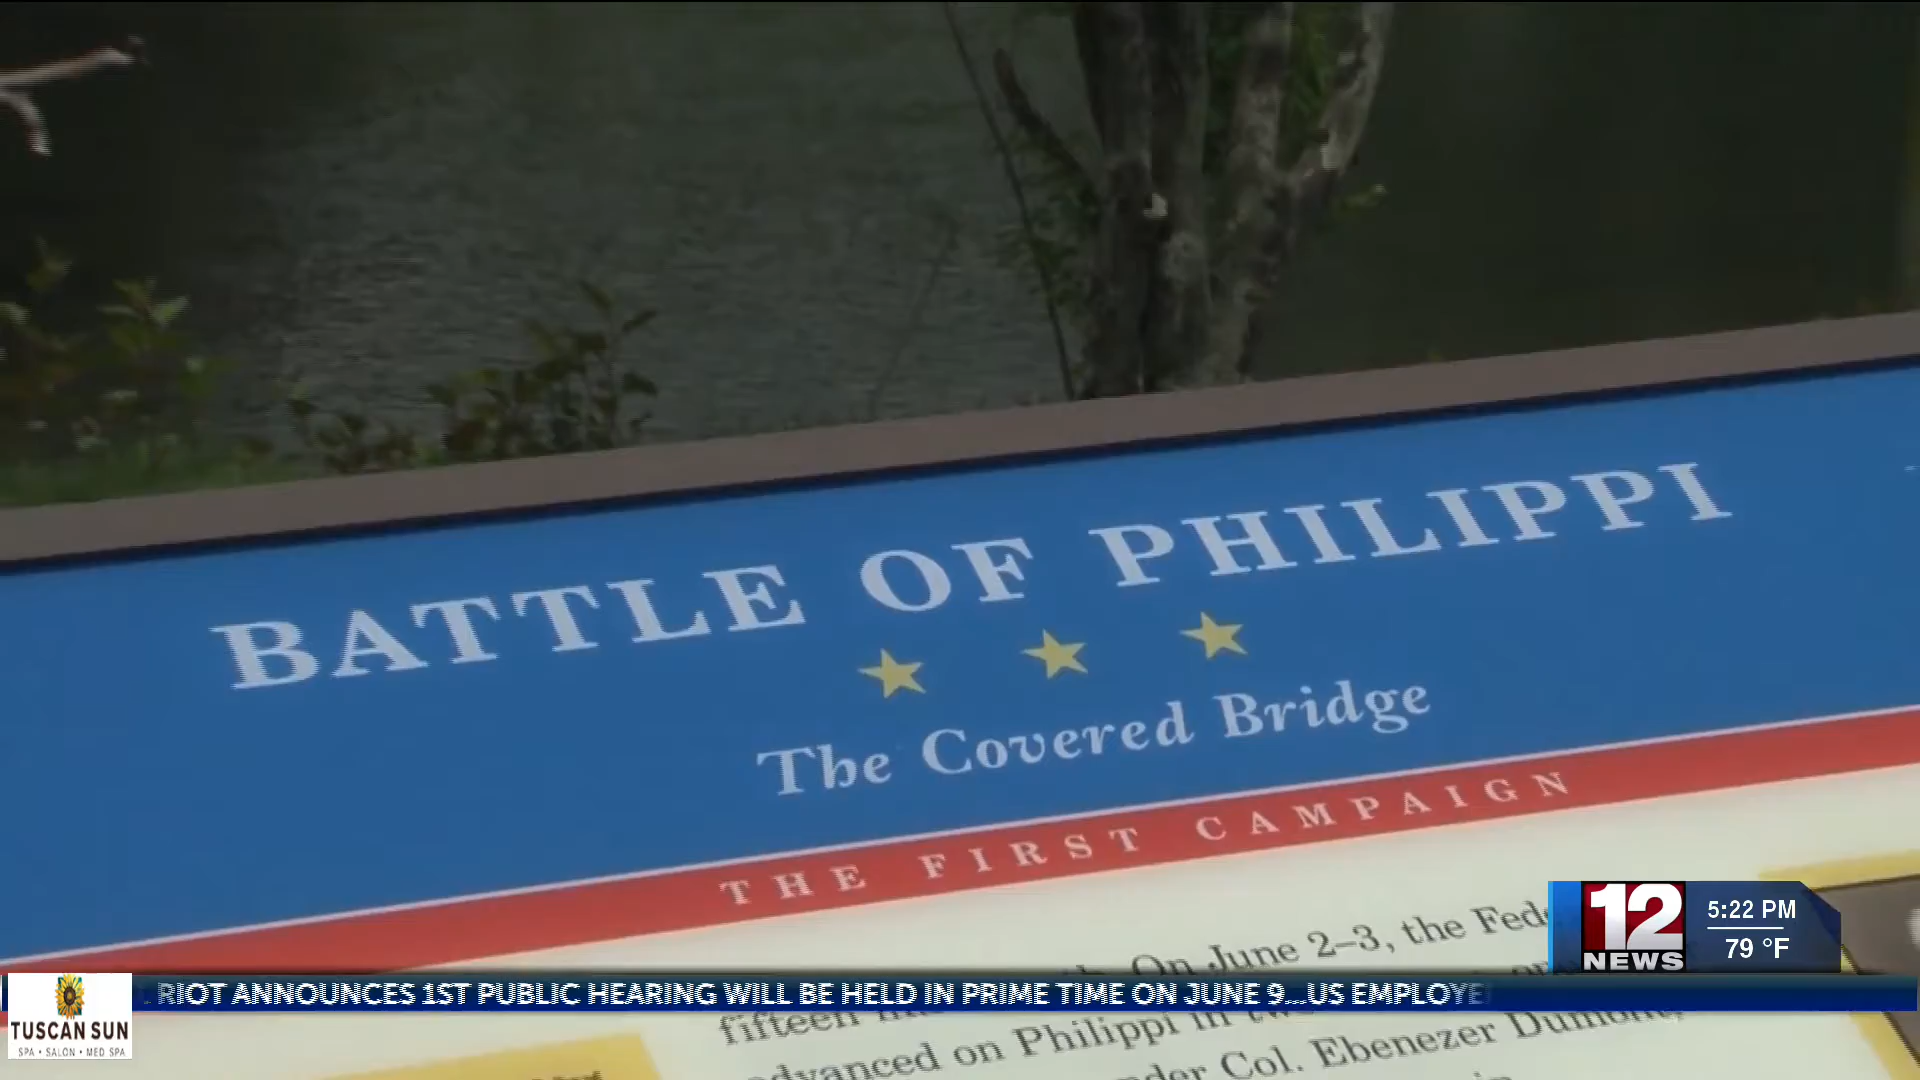 BATTLE OF PHILIPPI
The Covered Bridge
THE FIRST CAMPAIGN
On June 2–3, the
fifteen
advanced on Philippi in
Col. Ebenezer Dumont,
12
NEWS
5:22 PM
79 °F
RIOT ANNOUNCES 1ST PUBLIC HEARING WILL BE HELD IN PRIME TIME ON JUNE 9...US EMPLOYE
TUSCAN SUN
SPA • SALON • MED SPA